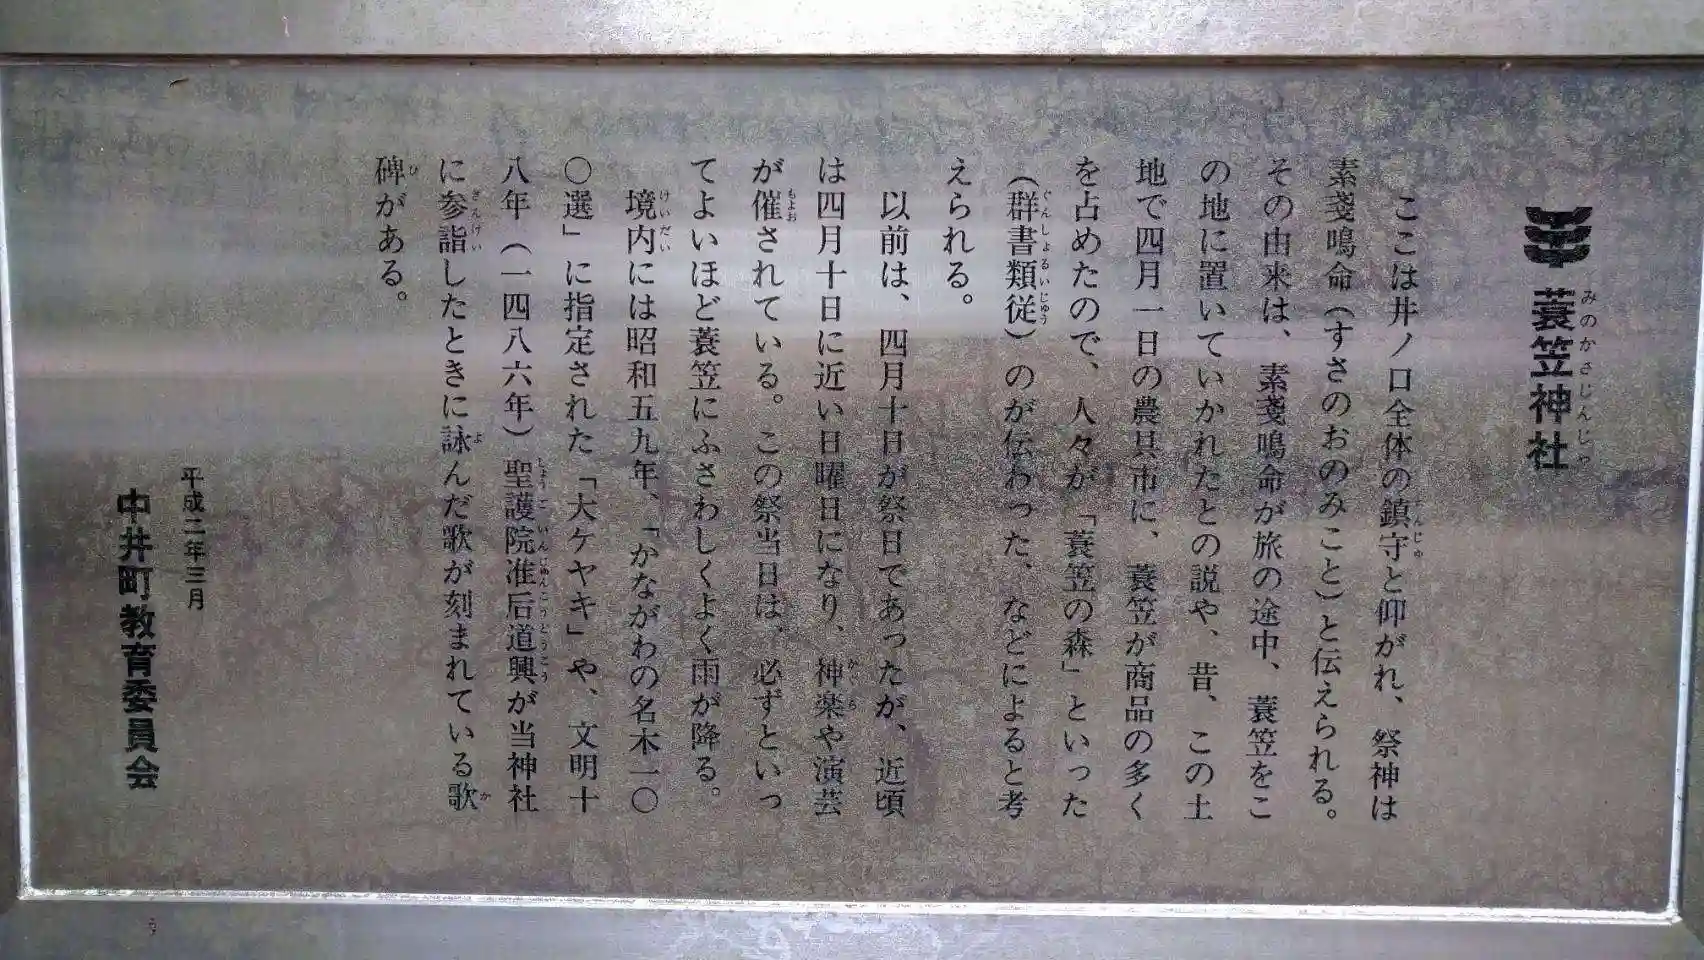 蓑笠神社
ここは井ノ口全体の鎮守と仰がれ、祭神は
素戔鳴命（すさのおのみこと）と伝えられる。
その由来は、素戔鳴命が旅の途中、蓑笠をこ
の地に置いていかれたとの説や、昔、この土
地で四月一日の農具市に、蓑笠が商品の多く
を占めたので、人々が「蓑笠の森」といった
（群書類従）のが伝わった、などによると考
えられる。
以前は、四月十日が祭日であったが、近頃
は四月十日に近い日曜日になり、神楽や演芸
が催されている。この祭当日は、必ずといっ
てよいほど蓑笠にふさわしくよく雨が降る。
境内には昭和五九年、「かながわの名木一〇
〇選」に指定された「大ケヤキ」や、文明十
八年（一四八六年）聖護院准后道興が当神社
に参詣したときに詠んだ歌が刻まれている歌
碑がある。
平成二年三月
中井町教育委員会